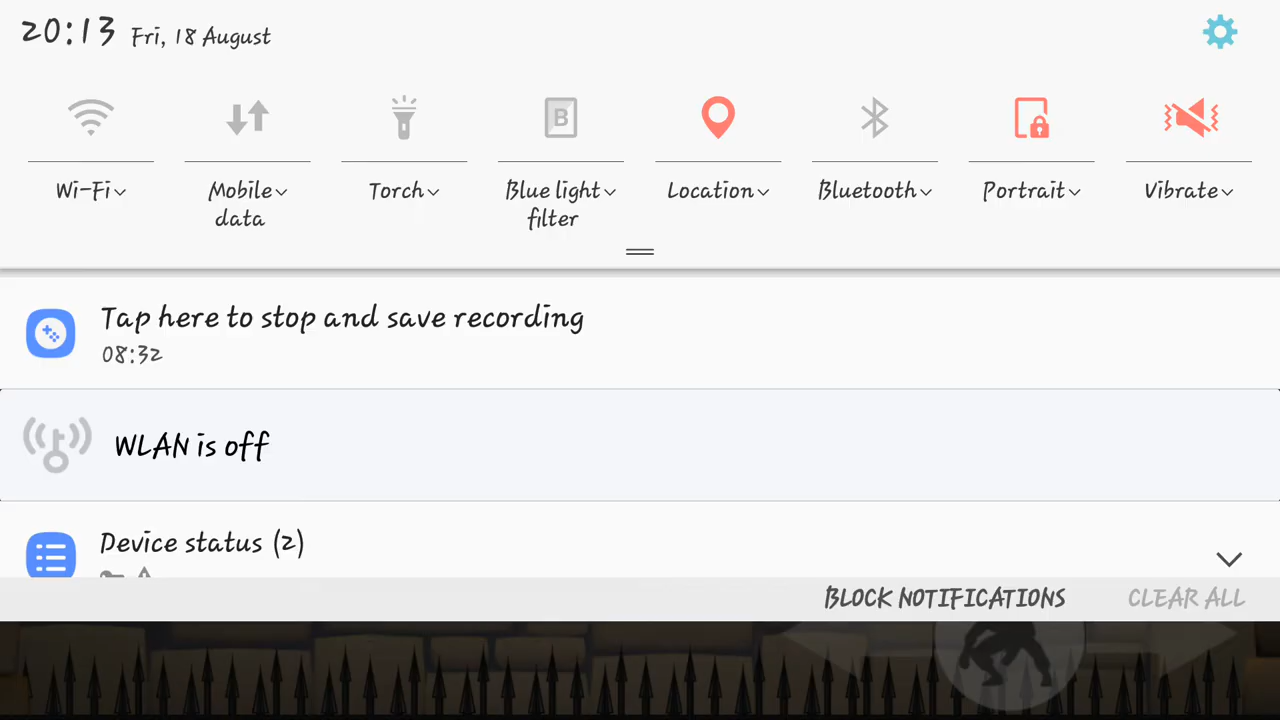 20:13 Fri, 18 August
B
Wi-Fi Mobile data Torch Blue light filter Location Bluetooth Portrait Vibrate
Tap here to stop and save recording
08:32
WLAN is off
Device status (2)
BLOCK NOTIFICATIONS CLEAR ALL